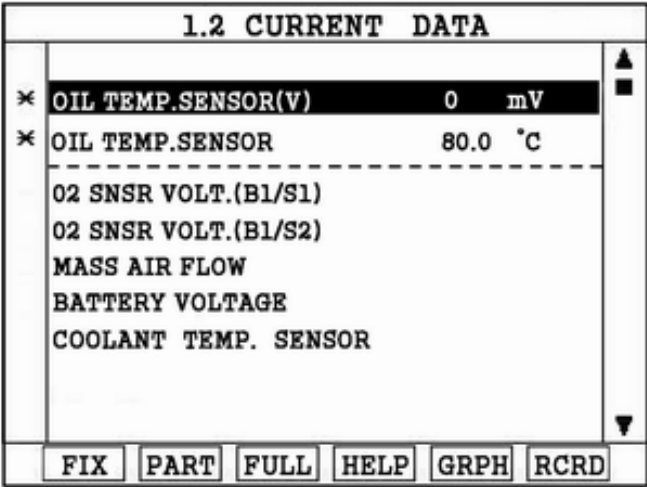 1.2 CURRENT DATA
* OIL TEMP.SENSOR(V) 0 mV
* OIL TEMP.SENSOR 80.0 °C
02 SNSR VOLT.(B1/S1)
02 SNSR VOLT.(B1/S2)
MASS AIR FLOW
BATTERY VOLTAGE
COOLANT TEMP. SENSOR
FIX PART FULL HELP GRPH RCRD